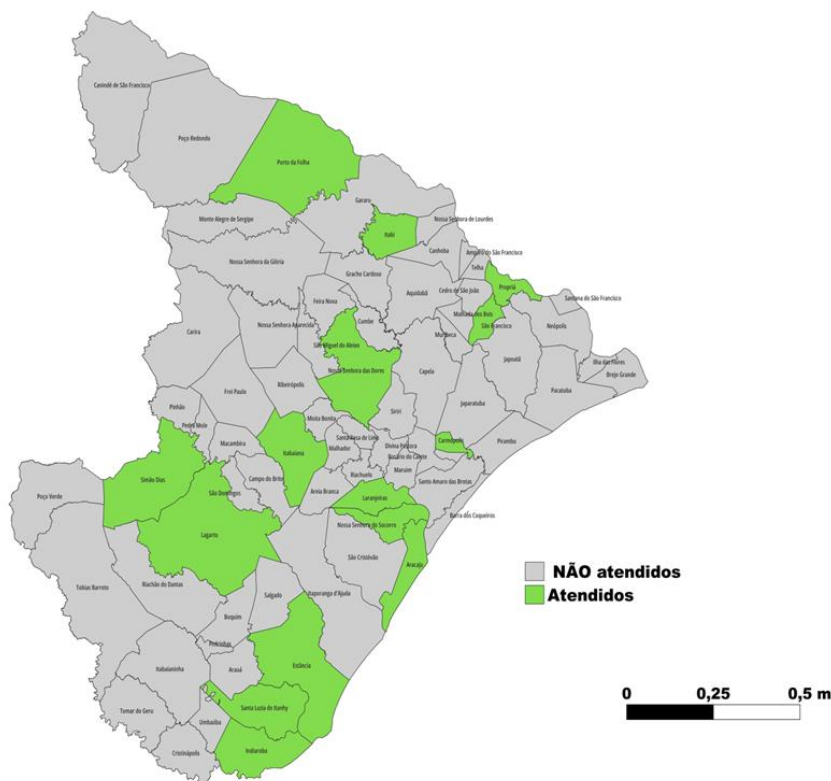 Canindé de São Francisco
Poço Redondo
Porto da Folha
Gararu
Monte Alegre de Sergipe
Nossa Senhora de Lourdes
Itabi
Canhoba
Amparo do São Francisco
Nossa Senhora da Glória
Telha
Gracho Cardoso
Propriá
Aquidabã
Cedro de São João
Santana do São Francisco
Feira Nova
Malhada dos Bois
Cumbe
São Francisco
Neópolis
Nossa Senhora Aparecida
Carira
Muribeca
São Miguel do Aleixo
Japoatã
Ilha das Flores
Nossa Senhora das Dores
Capela
Brejo Grande
Ribeirópolis
Frei Paulo
Pacatuba
Japaratuba
Pinhão
Siriri
Moita Bonita
Pedra Mole
Pirambu
Santa Rosa de Lima
Carmópolis
Macambira
Itabaiana
Divina Pastora
Malhador
Rosário do Catete
Maruim
Riachuelo
Simão Dias
Campo do Brito
Santo Amaro das Brotas
Areia Branca
São Domingos
Poço Verde
Laranjeiras
Barra dos Coqueiros
Nossa Senhora do Socorro
Lagarto
São Cristóvão
Aracaju
NÃO atendidos
Riachão do Dantas
Tobias Barreto
Salgado
Itaporanga d'Ajuda
Atendidos
Boquim
Pedrinhas
Estância
Itabaianinha
Arauá
0 0,25 0,5 m
Santa Luzia do Itanhy
Tomar do Geru
Umbaúba
Cristinápolis
Indiaroba